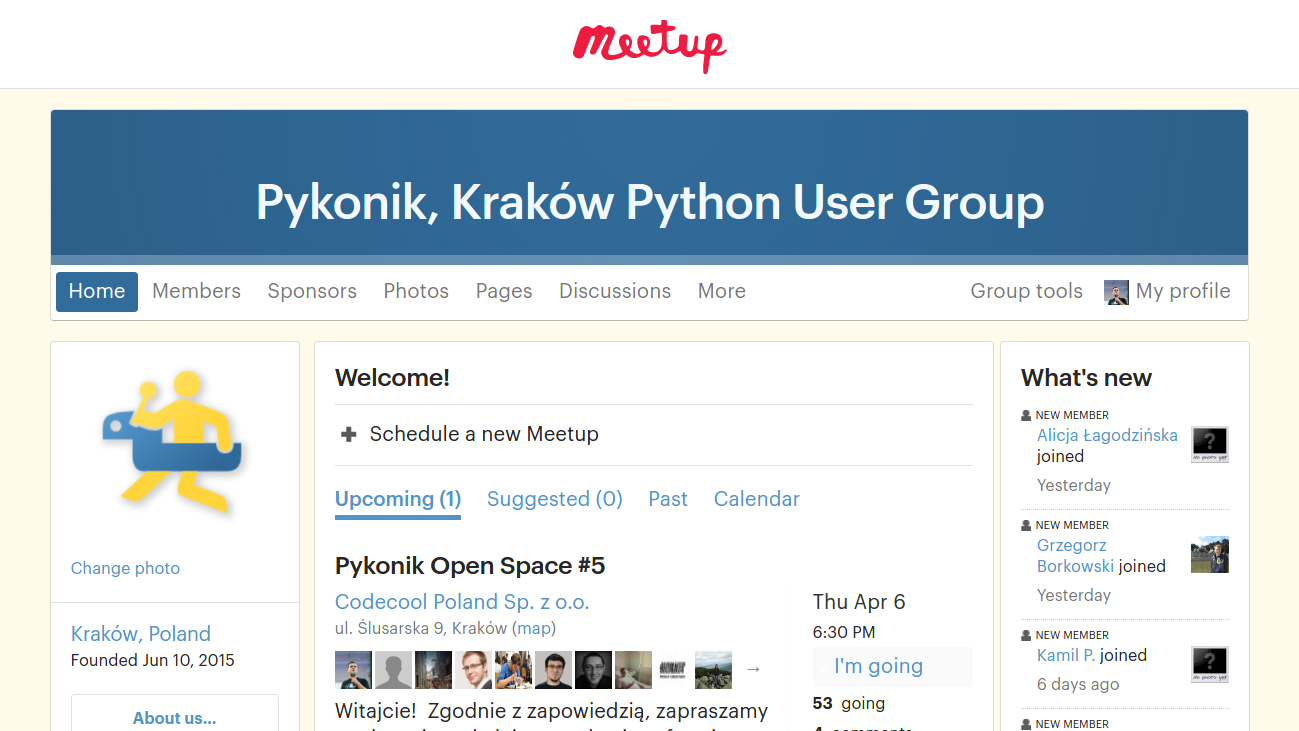 Meetup
Pykonik, Kraków Python User Group
Home Members Sponsors Photos Pages Discussions More Group tools My profile
Change photo
Kraków, Poland
Founded Jun 10, 2015
About us...
Welcome!
Schedule a new Meetup
Upcoming (1) Suggested (0) Past Calendar
Pykonik Open Space #5
Codecool Poland Sp. z o.o.
ul. Ślusarska 9, Kraków (map)
→
Witajcie! Zgodnie z zapowiedzią, zapraszamy
Thu Apr 6
6:30 PM
I'm going
53 going
4 comments
What's new
NEW MEMBER
Alicja Łagodzińska
joined
Yesterday
NEW MEMBER
Grzegorz
Borkowski joined
Yesterday
NEW MEMBER
Kamil P. joined
6 days ago
NEW MEMBER